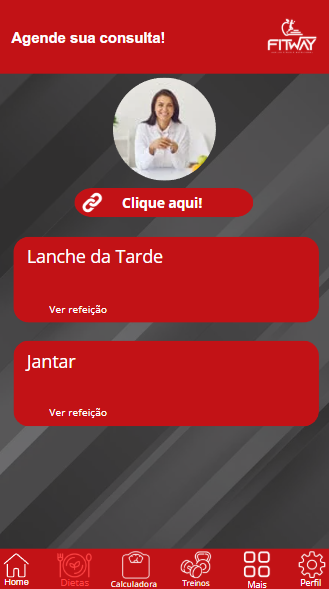 Agende sua consulta!
FITWAY
Clique aqui!
Lanche da Tarde
Ver refeição
Jantar
Ver refeição
Home
Dietas
Calculadora
Treinos
Mais
Perfil